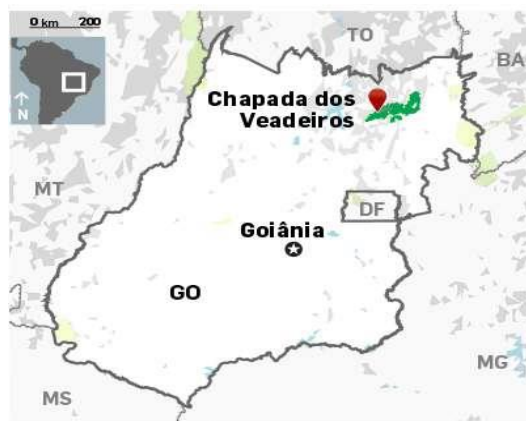 0 km 200
N
TO
BA
Chapada dos
Veadeiros
MT
DF
Goiânia
GO
MG
MS